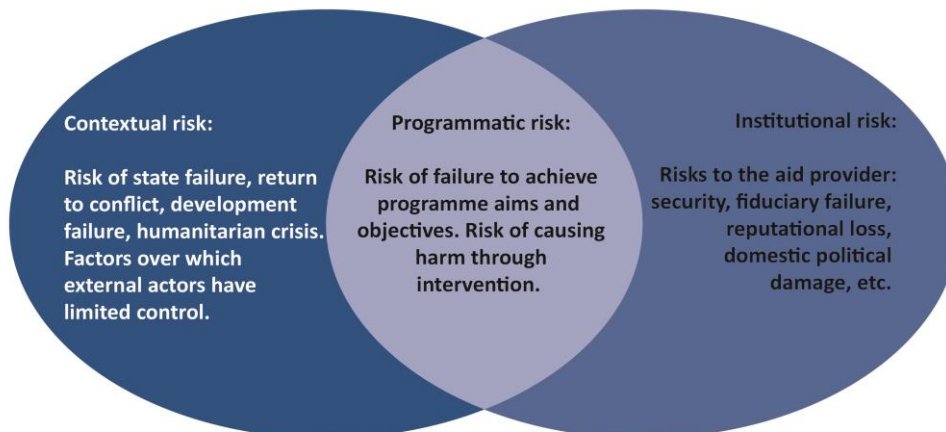 Contextual risk:
Risk of state failure, return
to conflict, development
failure, humanitarian crisis.
Factors over which
external actors have
limited control.
Programmatic risk:
Risk of failure to achieve
programme aims and
objectives. Risk of causing
harm through
intervention.
Institutional risk:
Risks to the aid provider:
security, fiduciary failure,
reputational loss,
domestic political
damage, etc.